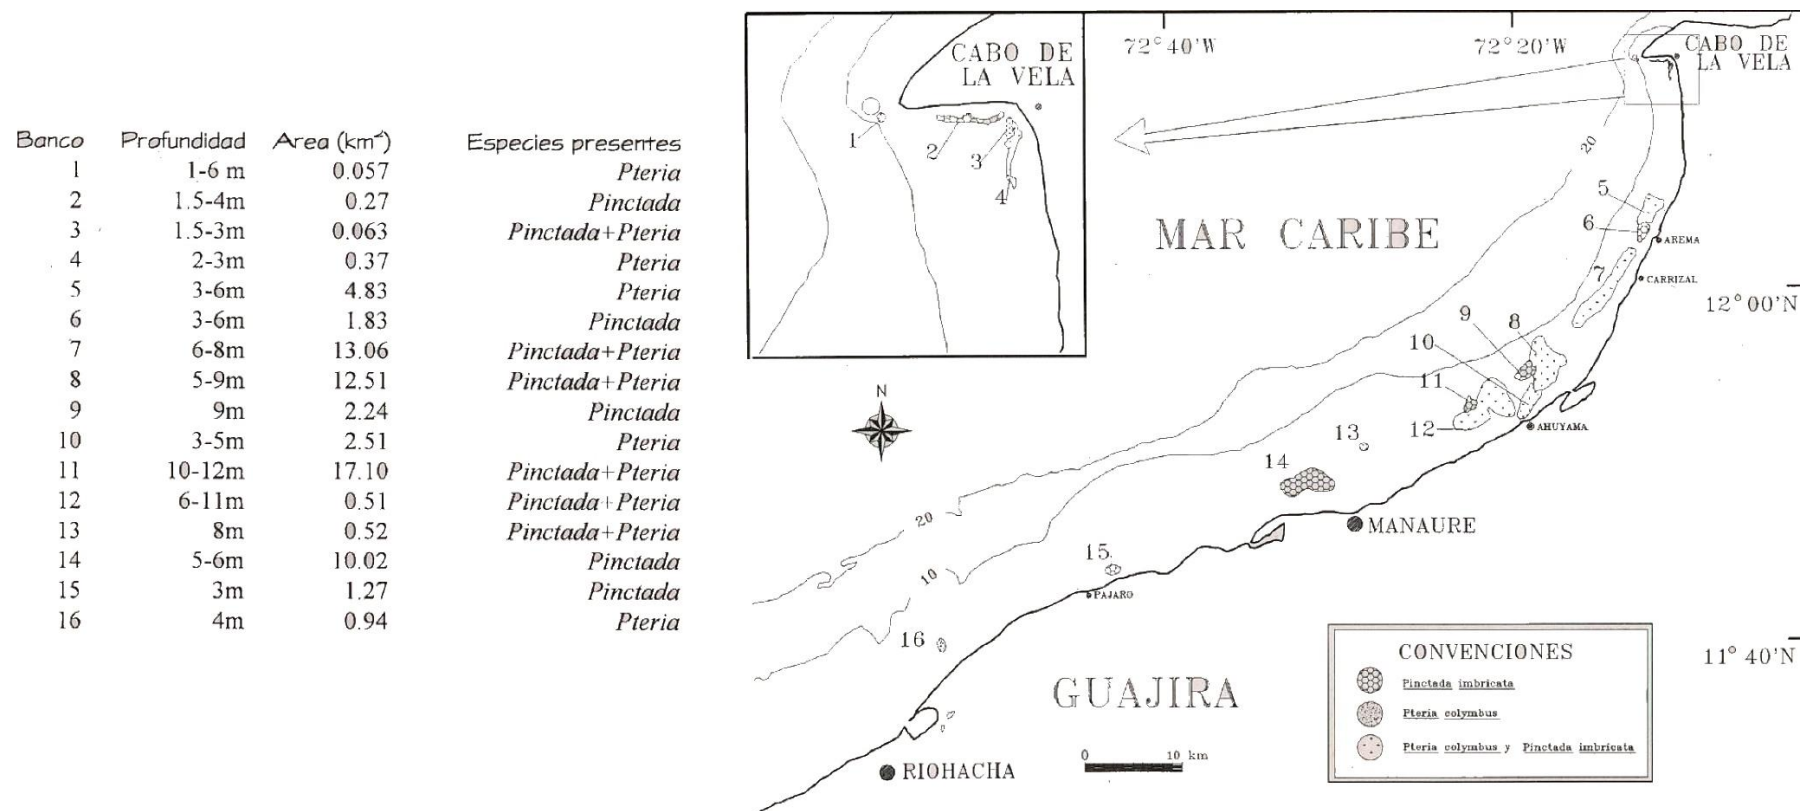 Banco Profundidad Area (km²) Especies presentes
1 1-6 m 0.057 Pteria
2 1.5-4m 0.27 Pinctada
3 1.5-3m 0.063 Pinctada+Pteria
4 2-3m 0.37 Pteria
5 3-6m 4.83 Pteria
6 3-6m 1.83 Pinctada
7 6-8m 13.06 Pinctada+Pteria
8 5-9m 12.51 Pinctada+Pteria
9 9m 2.24 Pinctada
10 3-5m 2.51 Pteria
11 10-12m 17.10 Pinctada+Pteria
12 6-11m 0.51 Pinctada+Pteria
13 8m 0.52 Pinctada+Pteria
14 5-6m 10.02 Pinctada
15 3m 1.27 Pinctada
16 4m 0.94 Pteria
CABO DE
LA VELA
1
2
3
4
72°40'W
72°20'W
CABO DE
LA VELA
20
MAR CARIBE
5
6
AREMA
7
CARRIZAL
12°00'N
9
8
10
11
12
AHUYAMA
13
14
N
MANAURE
20
10
15
PAJARO
16
11°40'N
GUAJIRA
RIOHACHA
0 10 km
CONVENCIONES
Pinctada imbricata
Pteria colymbus
Pteria colymbus y Pinctada imbricata